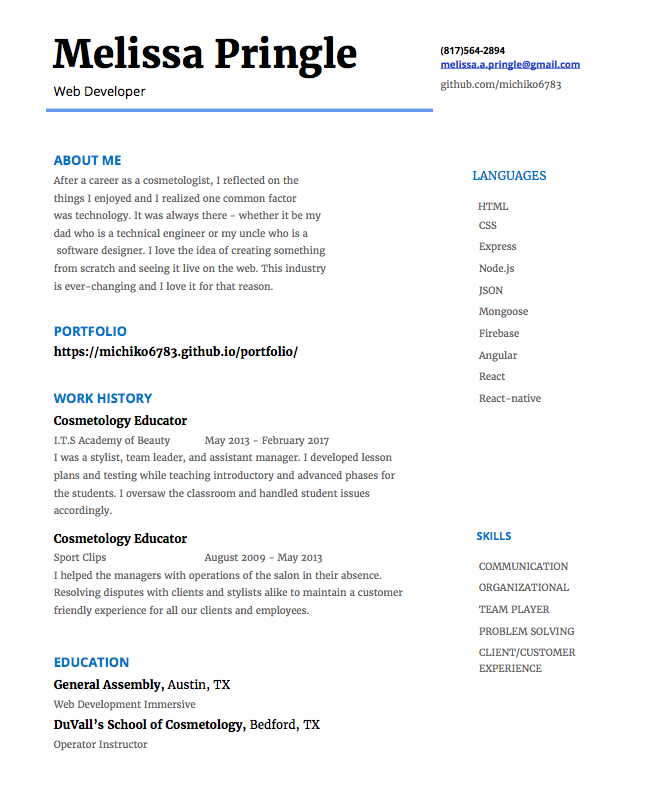 Melissa Pringle
Web Developer
(817)564-2894
melissa.a.pringle@gmail.com
github.com/michiko6783
ABOUT ME
After a career as a cosmetologist, I reflected on the
things I enjoyed and I realized one common factor
was technology. It was always there - whether it be my
dad who is a technical engineer or my uncle who is a
software designer. I love the idea of creating something
from scratch and seeing it live on the web. This industry
is ever-changing and I love it for that reason.
PORTFOLIO
https://michiko6783.github.io/portfolio/
WORK HISTORY
Cosmetology Educator
I.T.S Academy of Beauty May 2013 - February 2017
I was a stylist, team leader, and assistant manager. I developed lesson
plans and testing while teaching introductory and advanced phases for
the students. I oversaw the classroom and handled student issues
accordingly.
Cosmetology Educator
Sport Clips August 2009 - May 2013
I helped the managers with operations of the salon in their absence.
Resolving disputes with clients and stylists alike to maintain a customer
friendly experience for all our clients and employees.
EDUCATION
General Assembly, Austin, TX
Web Development Immersive
DuVall's School of Cosmetology, Bedford, TX
Operator Instructor
LANGUAGES
HTML
CSS
Express
Node.js
JSON
Mongoose
Firebase
Angular
React
React-native
SKILLS
COMMUNICATION
ORGANIZATIONAL
TEAM PLAYER
PROBLEM SOLVING
CLIENT/CUSTOMER
EXPERIENCE